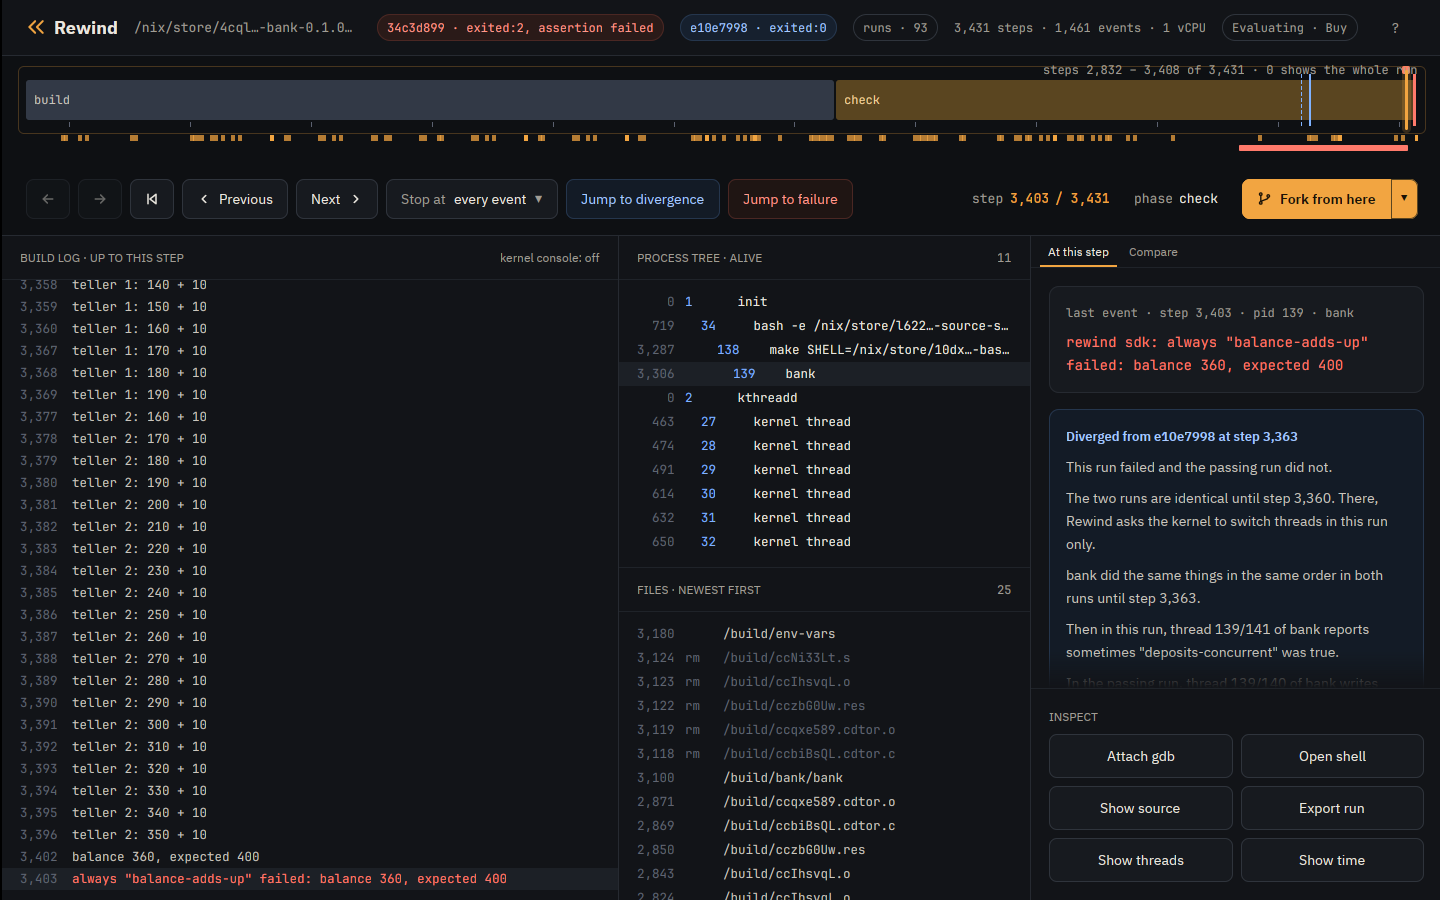 Rewind /nix/store/4cql…-bank-0.1.0… 34c3d899 · exited:2, assertion failed e10e7998 · exited:0 runs · 93 3,431 steps · 1,461 events · 1 vCPU Evaluating · Buy ?
steps 2,832 – 3,408 of 3,431 · 0 shows the whole run
build check
Previous Next Stop at every event Jump to divergence Jump to failure step 3,403 / 3,431 phase check Fork from here
BUILD LOG · UP TO THIS STEP kernel console: off
3,358 teller 1: 140 + 10
3,359 teller 1: 150 + 10
3,360 teller 1: 160 + 10
3,367 teller 1: 170 + 10
3,368 teller 1: 180 + 10
3,369 teller 1: 190 + 10
3,377 teller 2: 160 + 10
3,378 teller 2: 170 + 10
3,379 teller 2: 180 + 10
3,380 teller 2: 190 + 10
3,381 teller 2: 200 + 10
3,382 teller 2: 210 + 10
3,383 teller 2: 220 + 10
3,384 teller 2: 230 + 10
3,385 teller 2: 240 + 10
3,386 teller 2: 250 + 10
3,387 teller 2: 260 + 10
3,388 teller 2: 270 + 10
3,389 teller 2: 280 + 10
3,390 teller 2: 290 + 10
3,391 teller 2: 300 + 10
3,392 teller 2: 310 + 10
3,393 teller 2: 320 + 10
3,394 teller 2: 330 + 10
3,395 teller 2: 340 + 10
3,396 teller 2: 350 + 10
3,402 balance 360, expected 400
3,403 always "balance-adds-up" failed: balance 360, expected 400
PROCESS TREE · ALIVE 11
0 1 init
719 34 bash -e /nix/store/l622…-source-s…
3,287 138 make SHELL=/nix/store/10dx…-bas…
3,306 139 bank
0 2 kthreadd
463 27 kernel thread
474 28 kernel thread
491 29 kernel thread
614 30 kernel thread
632 31 kernel thread
650 32 kernel thread
FILES · NEWEST FIRST 25
3,180 /build/env-vars
3,124 rm /build/ccNi33Lt.s
3,123 rm /build/ccIhsvqL.o
3,122 rm /build/cczbG0Uw.res
3,119 rm /build/ccqxe589.cdtor.o
3,118 rm /build/ccbiBsQL.cdtor.c
3,100 /build/bank/bank
2,871 /build/ccqxe589.cdtor.o
2,869 /build/ccbiBsQL.cdtor.c
2,850 /build/cczbG0Uw.res
2,843 /build/ccIhsvqL.o
2,824 /build/ccIhsvqL.o
At this step Compare
last event · step 3,403 · pid 139 · bank
rewind sdk: always "balance-adds-up"
failed: balance 360, expected 400
Diverged from e10e7998 at step 3,363
This run failed and the passing run did not.
The two runs are identical until step 3,360. There,
Rewind asks the kernel to switch threads in this run
only.
bank did the same things in the same order in both
runs until step 3,363.
Then in this run, thread 139/141 of bank reports
sometimes "deposits-concurrent" was true.
In the passing run, thread 139/140 of bank writes
INSPECT
Attach gdb Open shell
Show source Export run
Show threads Show time